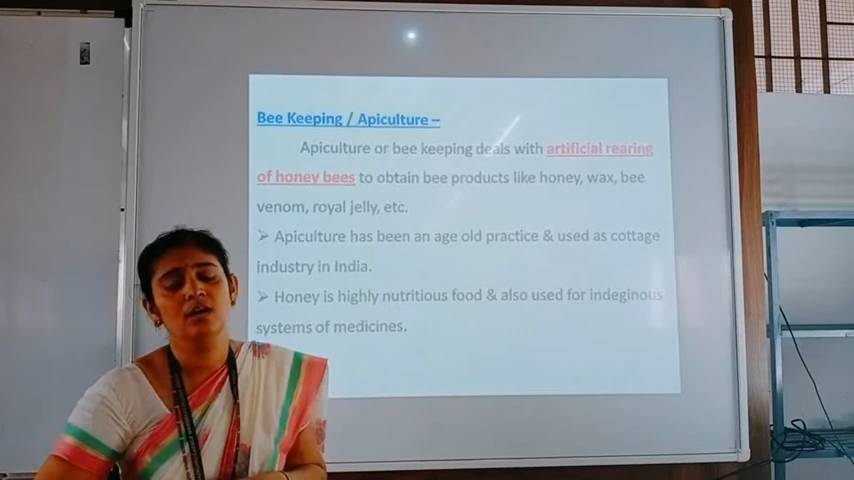 Bee Keeping / Apiculture –
Apiculture or bee keeping deals with artificial rearing
of honey bees to obtain bee products like honey, wax, bee
venom, royal jelly, etc.
➢ Apiculture has been an age old practice & used as cottage
industry in India.
➢ Honey is highly nutritious food & also used for indeginous
systems of medicines.